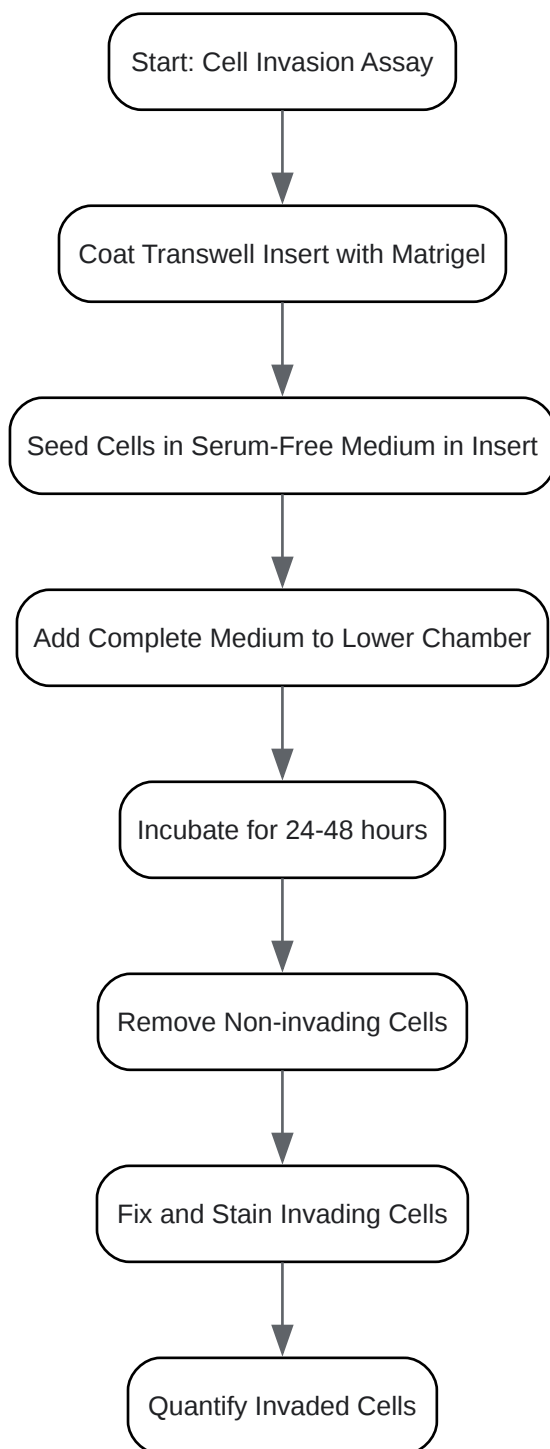 Start: Cell Invasion Assay
Coat Transwell Insert with Matrigel
Seed Cells in Serum-Free Medium in Insert
Add Complete Medium to Lower Chamber
Incubate for 24-48 hours
Remove Non-invading Cells
Fix and Stain Invading Cells
Quantify Invaded Cells